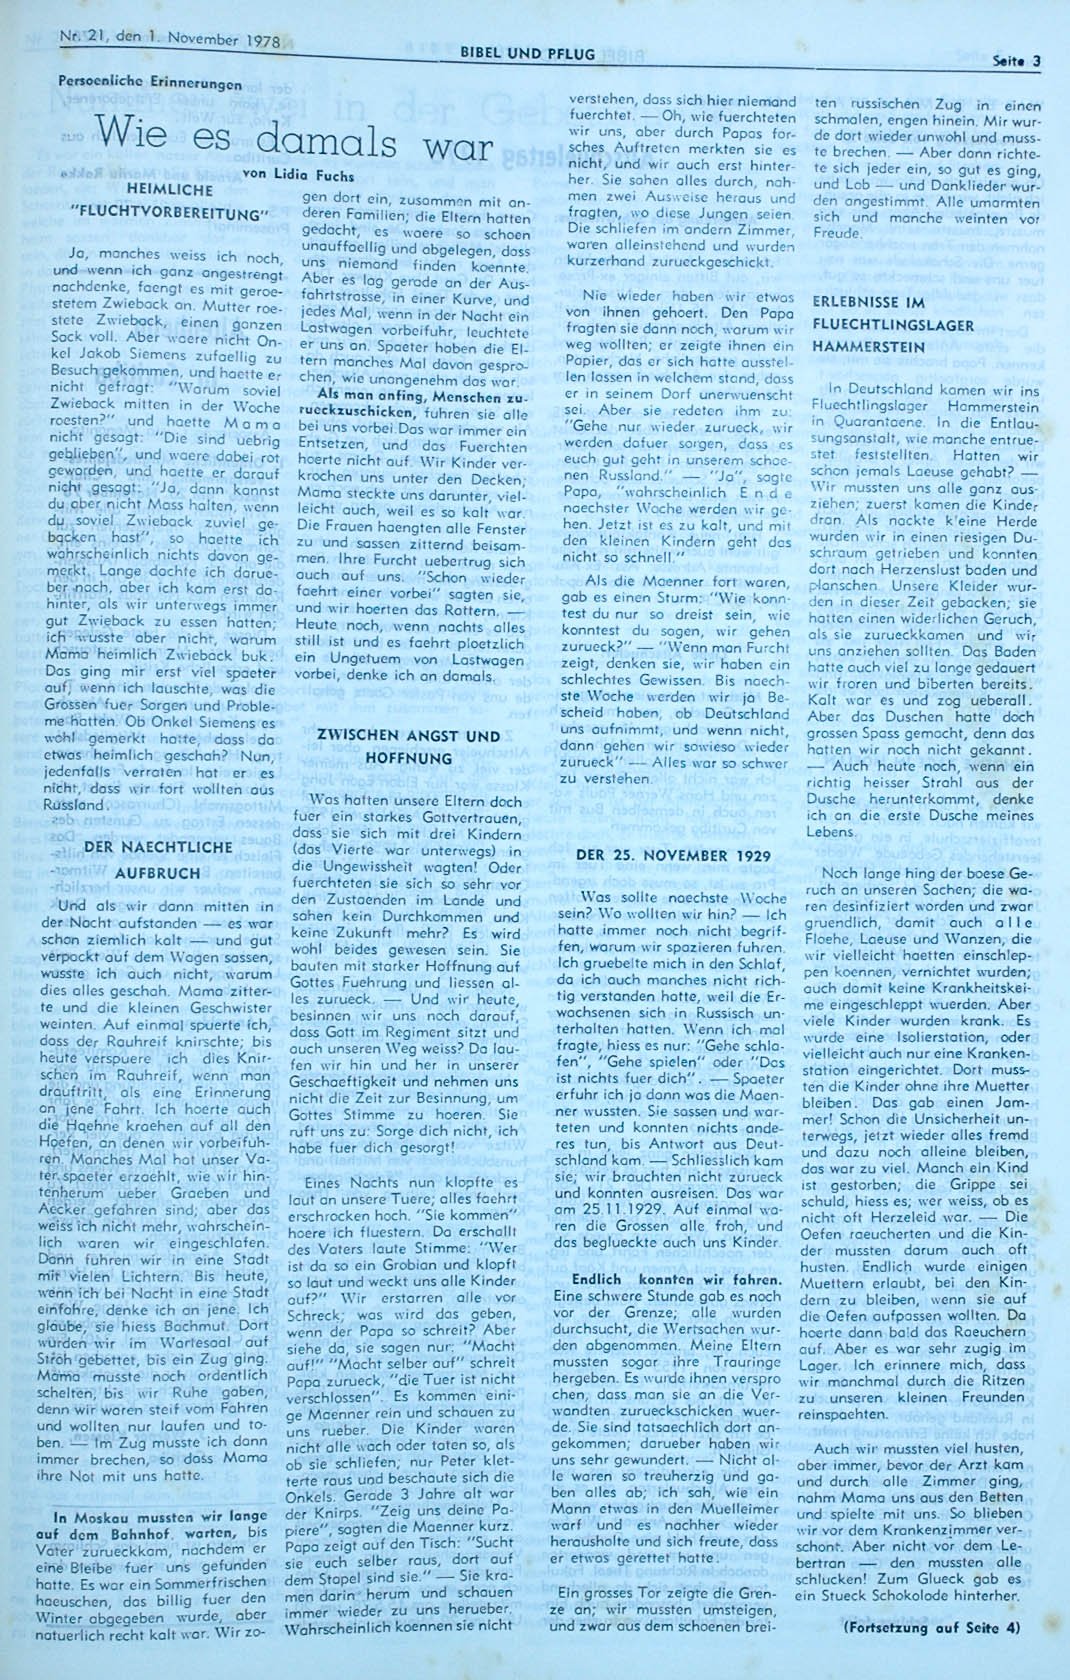 Nr. 21, den 1. November 1978
BIBEL UND PFLUG
Seite 3
Persoenliche Erinnerungen
Wie es damals war
von Lidia Fuchs
HEIMLICHE
"FLUCHTVORBEREITUNG"
Ja, manches weiss ich noch,
und wenn ich ganz angestrengt
nachdenke, faengt es mit geroe-
stetem Zwieback an. Mutter roe-
stete Zwieback, einen ganzen
Sack voll. Aber waere nicht On-
kel Jakob Siemens zufaellig zu
Besuch gekommen, und haette er
nicht gefragt: "Warum soviel
Zwieback mitten in der Woche
roesten?" und haette Mama
nicht gesagt: "Die sind uebrig
geblieben", und waere dabei rot
geworden, und haette er darauf
nicht gesagt: "Ja, dann kannst
du aber nicht Mass halten, wenn
du soviel Zwieback zuviel ge-
backen hast", so haette ich
wahrscheinlich nichts davon ge-
merkt. Lange dachte ich darue-
ber nach, aber ich kam erst da-
hinter, als wir unterwegs immer
gut Zwieback zu essen hatten;
ich wusste aber nicht, warum
Mama heimlich Zwieback buk.
Das ging mir erst viel spaeter
auf, wenn ich lauschte, was die
Grossen fuer Sorgen und Proble-
me hatten. Ob Onkel Siemens es
wohl gemerkt hatte, dass da
etwas heimlich geschah? Nun,
jedenfalls verraten hat er es
nicht, dass wir fort wollten aus
Russland.
DER NAECHTLICHE
AUFBRUCH
Und als wir dann mitten in
der Nacht aufstanden — es war
schon ziemlich kalt — und gut
verpackt auf dem Wagen sassen,
wusste ich auch nicht, warum
dies alles geschah. Mama zitter-
te und die kleinen Geschwister
weinten. Auf einmal spuerte ich,
dass der Rauhreif knirschte; bis
heute verspuere ich dies Knir-
schen im Rauhreif, wenn man
drauftritt, als eine Erinnerung
an jene Fahrt. Ich hoerte auch
die Haehne kraehen auf all den
Hoefen, an denen wir vorbeifuh-
ren. Manches Mal hat unser Va-
ter spaeter erzaehlt, wie wir hin-
tenherum ueber Graeben und
Aecker gefahren sind; aber das
weiss ich nicht mehr, wahrschein-
lich waren wir eingeschlafen.
Dann fuhren wir in eine Stadt
mit vielen Lichtern. Bis heute,
wenn ich bei Nacht in eine Stadt
einfahre, denke ich an jene. Ich
glaube, sie hiess Bachmut. Dort
wurden wir im Wartesaal auf
Stroh gebettet, bis ein Zug ging.
Mama musste noch ordentlich
schelten, bis wir Ruhe gaben,
denn wir waren steif vom Fahren
und wollten nur laufen und to-
ben. — Im Zug musste ich dann
immer brechen, so dass Mama
ihre Not mit uns hatte.
In Moskau mussten wir lange
auf dem Bahnhof warten, bis
Vater zurueckkam, nachdem er
eine Bleibe fuer uns gefunden
hatte. Es war ein Sommerfrischen
haeuschen, das billig fuer den
Winter abgegeben wurde, aber
natuerlich recht kalt war. Wir zo-
gen dort ein, zusammen mit an-
deren Familien; die Eltern hatten
gedacht, es waere so schoen
unauffaellig und abgelegen, dass
uns niemand finden koennte.
Aber es lag gerade an der Aus-
fahrtstrasse, in einer Kurve, und
jedes Mal, wenn in der Nacht ein
Lastwagen vorbeifuhr, leuchtete
er uns an. Spaeter haben die El-
tern manches Mal davon gespro-
chen, wie unangenehm das war.
Als man anfing, Menschen zu-
rueckzuschicken, fuhren sie alle
bei uns vorbei Das war immer ein
Entsetzen, und das Fuerchten
hoerte nicht auf. Wir Kinder ver-
krochen uns unter den Decken;
Mama steckte uns darunter, viel-
leicht auch, weil es so kalt war.
Die Frauen haengten alle Fenster
zu und sassen zitternd beisam-
men. Ihre Furcht uebertrug sich
auch auf uns. "Schon wieder
faehrt einer vorbei" sagten sie,
und wir hoerten das Rattern. —
Heute noch, wenn nachts alles
still ist und es faehrt ploetzlich
ein Ungetuem von Lastwagen
vorbei, denke ich an damals.
ZWISCHEN ANGST UND
HOFFNUNG
Was hatten unsere Eltern doch
fuer ein starkes Gottvertrauen,
dass sie sich mit drei Kindern
(das Vierte war unterwegs) in
die Ungewissheit wagten! Oder
fuerchteten sie sich so sehr vor
den Zustaenden im Lande und
sahen kein Durchkommen und
keine Zukunft mehr? Es wird
wohl beides gewesen sein. Sie
bauten mit starker Hoffnung auf
Gottes Fuehrung und liessen al-
les zurueck. — Und wir heute,
besinnen wir uns noch darauf,
dass Gott im Regiment sitzt und
auch unseren Weg weiss? Da lau-
fen wir hin und her in unserer
Geschaeftigkeit und nehmen uns
nicht die Zeit zur Besinnung, um
Gottes Stimme zu hoeren. Sie
ruft uns zu: Sorge dich nicht, ich
habe fuer dich gesorgt!
Eines Nachts nun klopfte es
laut an unsere Tuere; alles faehrt
erschrocken hoch. "Sie kommen"
hoere ich fluestern. Da erschallt
des Vaters laute Stimme: "Wer
ist da so ein Grobian und klopft
so laut und weckt uns alle Kinder
auf?" Wir erstarren alle vor
Schreck; was wird das geben,
wenn der Papa so schreit? Aber
siehe da, sie sagen nur: "Macht
auf!" "Macht selber auf" schreit
Papa zurueck, "die Tuer ist nicht
verschlossen". Es kommen eini-
ge Maenner rein und schauen zu
uns rueber. Die Kinder waren
nicht alle wach oder taten so, als
ob sie schliefen; nur Peter klet-
terte raus und beschaute sich die
Onkels. Gerade 3 Jahre alt war
der Knirps. "Zeig uns deine Pa-
piere", sagten die Maenner kurz.
Papa zeigt auf den Tisch: "Sucht
sie euch selber raus, dort auf
dem Stapel sind sie." — Sie kra-
men darin herum und schauen
immer wieder zu uns herueber.
Wahrscheinlich koennen sie nicht
verstehen, dass sich hier niemand
fuerchtet. — Oh, wie fuerchteten
wir uns, aber durch Papas for-
sches Auftreten merkten sie es
nicht, und wir auch erst hinter-
her. Sie sahen alles durch, nah-
men zwei Ausweise heraus und
fragten, wo diese Jungen seien.
Die schliefen im andern Zimmer,
waren alleinstehend und wurden
kurzerhand zurueckgeschickt.
Nie wieder haben wir etwas
von ihnen gehoert. Den Papa
fragten sie dann noch, warum wir
weg wollten; er zeigte ihnen ein
Papier, das er sich hatte ausstel-
len lassen in welchem stand, dass
er in seinem Dorf unerwuenscht
sei. Aber sie redeten ihm zu:
"Gehe nur wieder zurueck, wir
werden dafuer sorgen, dass es
euch gut geht in unserem schoe-
nen Russland." — "Ja", sagte
Papa, "wahrscheinlich Ende
naechster Woche werden wir ge-
hen. Jetzt ist es zu kalt, und mit
den kleinen Kindern geht das
nicht so schnell."
Als die Maenner fort waren,
gab es einen Sturm: "Wie konn-
test du nur so dreist sein, wie
konntest du sagen, wir gehen
zurueck?" — "Wenn man Furcht
zeigt, denken sie, wir haben ein
schlechtes Gewissen. Bis naech-
ste Woche werden wir ja Be-
scheid haben, ob Deutschland
uns aufnimmt, und wenn nicht,
dann gehen wir sowieso wieder
zurueck" — Alles war so schwer
zu verstehen.
DER 25. NOVEMBER 1929
Was sollte naechste Woche
sein? Wo wollten wir hin? — Ich
hatte immer noch nicht begrif-
fen, warum wir spazieren fuhren.
Ich gruebelte mich in den Schlaf,
da ich auch manches nicht rich-
tig verstanden hatte, weil die Er-
wachsenen sich in Russisch un-
terhalten hatten. Wenn ich mal
fragte, hiess es nur: "Gehe schla-
fen", "Gehe spielen" oder "Das
ist nichts fuer dich". — Spaeter
erfuhr ich ja dann was die Maen-
ner wussten. Sie sassen und war-
teten und konnten nichts ande-
res tun, bis Antwort aus Deut-
schland kam. — Schliesslich kam
sie; wir brauchten nicht zurueck
und konnten ausreisen. Das war
am 25.11.1929. Auf einmal wa-
ren die Grossen alle froh, und
das beglueckte auch uns Kinder.
Endlich konnten wir fahren.
Eine schwere Stunde gab es noch
vor der Grenze; alle wurden
durchsucht, die Wertsachen wur-
den abgenommen. Meine Eltern
mussten sogar ihre Trauringe
hergeben. Es wurde ihnen verspro
chen, dass man sie an die Ver-
wandten zurueckschicken wuer-
de. Sie sind tatsaechlich dort an-
gekommen; darueber haben wir
uns sehr gewundert. — Nicht al-
le waren so treuherzig und ga-
ben alles ab; ich sah, wie ein
Mann etwas in den Muelleimer
warf und es nachher wieder
herausholte und sich freute, dass
er etwas gerettet hatte.
Ein grosses Tor zeigte die Gren-
ze an; wir mussten umsteigen,
und zwar aus dem schoenen brei-
ten russischen Zug in einen
schmalen, engen hinein. Mir wur-
de dort wieder unwohl und muss-
te brechen. — Aber dann richte-
te sich jeder ein, so gut es ging,
und Lob — und Danklieder wur-
den angestimmt. Alle umarmten
sich und manche weinten vor
Freude.
ERLEBNISSE IM
FLUECHTLINGSLAGER
HAMMERSTEIN
In Deutschland kamen wir ins
Fluechtlingslager Hammerstein
in Quarantaene. In die Entlau-
sungsanstalt, wie manche entrue-
stet feststellten. Hatten wir
schon jemals Laeuse gehabt? —
Wir mussten uns alle ganz aus-
ziehen; zuerst kamen die Kinder
dran. Als nackte k'eine Herde
wurden wir in einen riesigen Du-
schraum getrieben und konnten
dort nach Herzenslust baden und
planschen. Unsere Kleider wur-
den in dieser Zeit gebacken; sie
hatten einen widerlichen Geruch,
als sie zurueckkamen und wir
uns anziehen sollten. Das Baden
hatte auch viel zu lange gedauert
wir froren und biberten bereits.
Kalt war es und zog ueberall.
Aber das Duschen hatte doch
grossen Spass gemacht, denn das
hatten wir noch nicht gekannt.
— Auch heute noch, wenn ein
richtig heisser Strahl aus der
Dusche herunterkommt, denke
ich an die erste Dusche meines
Lebens.
Noch lange hing der boese Ge-
ruch an unseren Sachen; die wa-
ren desinfiziert worden und zwar
gruendlich, damit auch alle
Floehe, Laeuse und Wanzen, die
wir vielleicht haetten einschlep-
pen koennen, vernichtet wurden;
auch damit keine Krankheitskei-
me eingeschleppt wuerden. Aber
viele Kinder wurden krank. Es
wurde eine Isolierstation, oder
vielleicht auch nur eine Kranken-
station eingerichtet. Dort muss-
ten die Kinder ohne ihre Muetter
bleiben. Das gab einen Jam-
mer! Schon die Unsicherheit un-
terwegs, jetzt wieder alles fremd
und dazu noch alleine bleiben,
das war zu viel. Manch ein Kind
ist gestorben; die Grippe sei
schuld, hiess es; wer weiss, ob es
nicht oft Herzeleid war. — Die
Oefen raeucherten und die Kin-
der mussten darum auch oft
husten. Endlich wurde einigen
Muettern erlaubt, bei den Kin-
dern zu bleiben, wenn sie auf
die Oefen aufpassen wollten. Da
hoerte dann bald das Raeuchern
auf. Aber es war sehr zugig im
Lager. Ich erinnere mich, dass
wir manchmal durch die Ritzen
zu unseren kleinen Freunden
reinspaehten.
Auch wir mussten viel husten,
aber immer, bevor der Arzt kam
und durch alle Zimmer ging,
nahm Mama uns aus den Betten
und spielte mit uns. So blieben
wir vor dem Krankenzimmer ver-
schont. Aber nicht vor dem Le-
bertran — den mussten alle
schlucken! Zum Glueck gab es
ein Stueck Schokolade hinterher.
(Fortsetzung auf Seite 4)